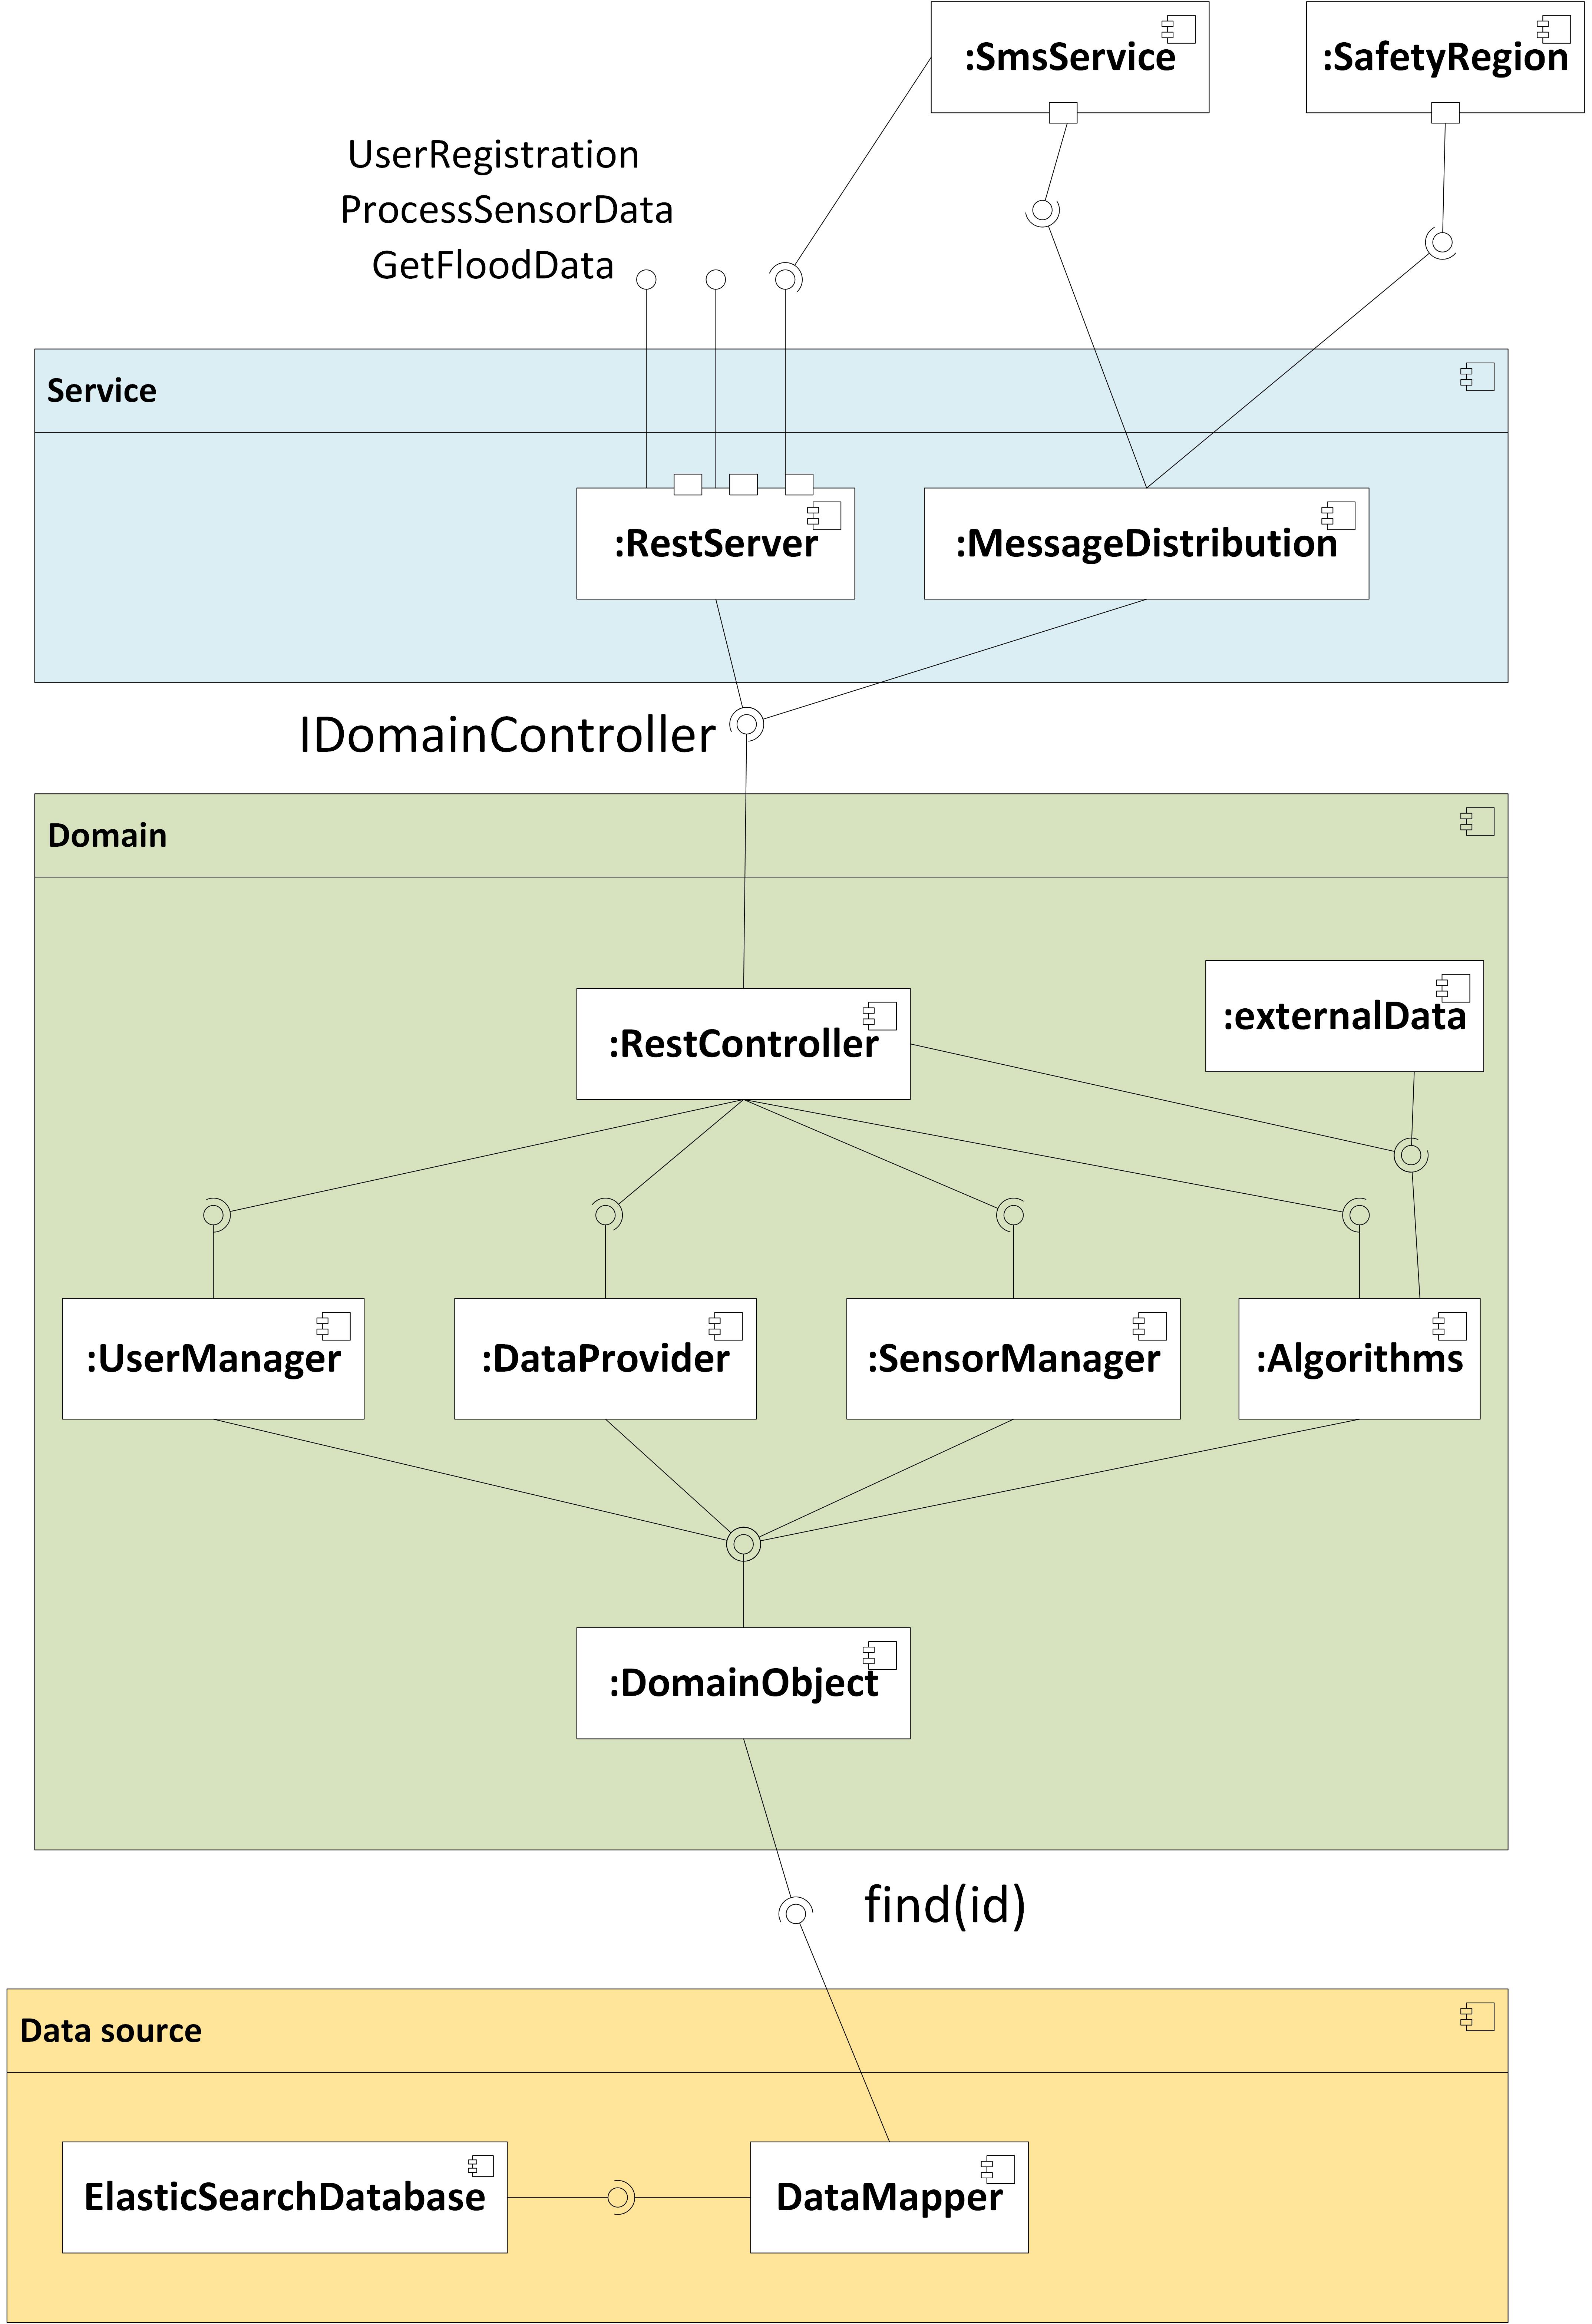 :SmsService
:SafetyRegion
UserRegistration
ProcessSensorData
GetFloodData
Service
:RestServer
:MessageDistribution
IDomainController
Domain
:RestController
:externalData
:UserManager
:DataProvider
:SensorManager
:Algorithms
:DomainObject
find(id)
Data source
ElasticSearchDatabase
DataMapper